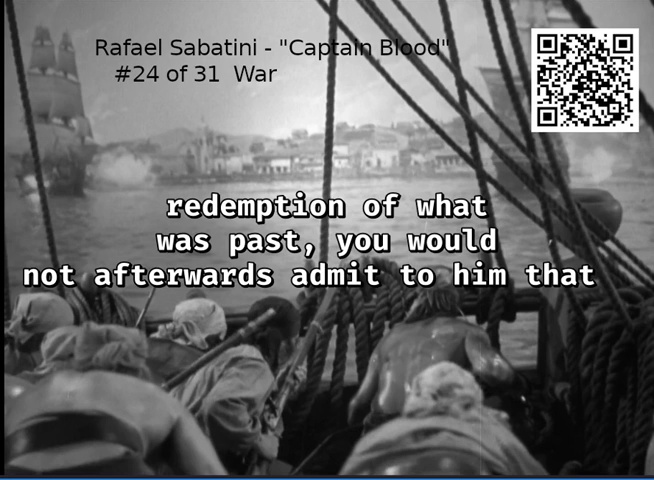 Rafael Sabatini - "Captain Blood"
#24 of 31  War
redemption of what
was past, you would
not afterwards admit to him that